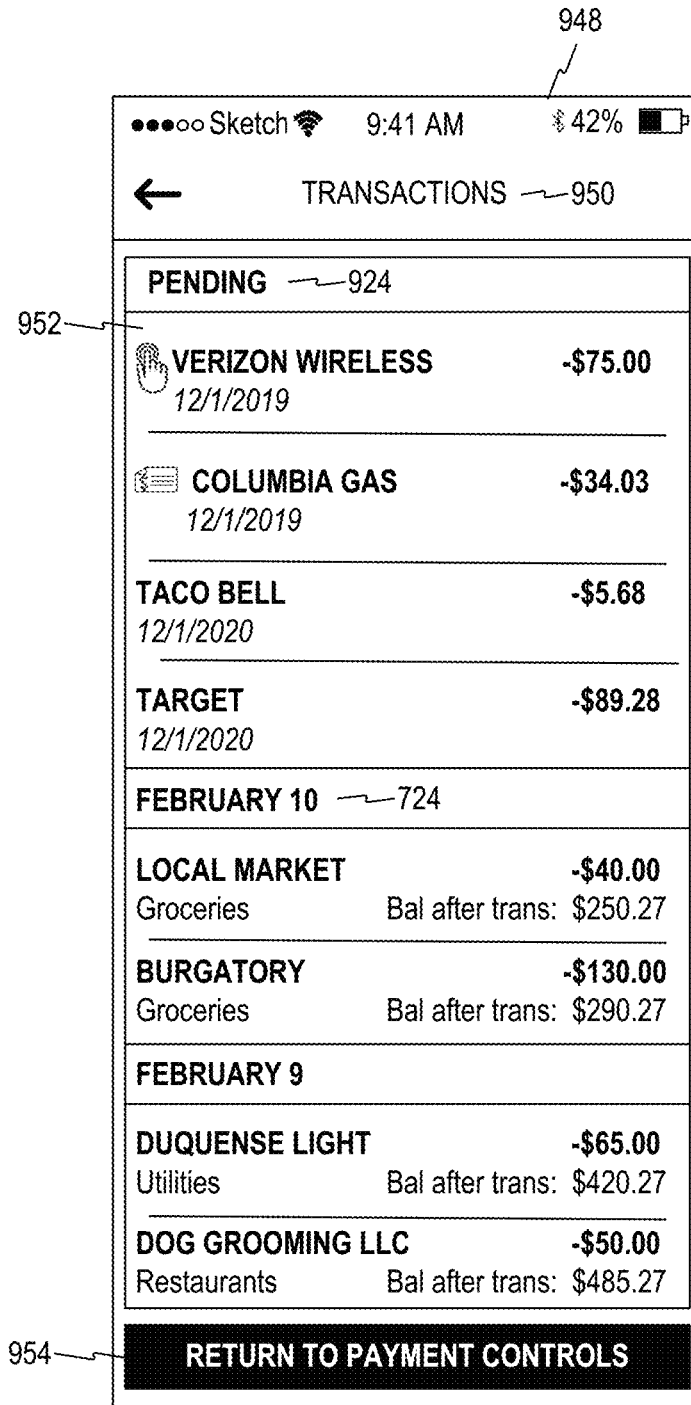 948
Sketch 9:41 AM 42%
TRANSACTIONS 950
PENDING 924
952
VERIZON WIRELESS -$75.00
12/1/2019
COLUMBIA GAS -$34.03
12/1/2019
TACO BELL -$5.68
12/1/2020
TARGET -$89.28
12/1/2020
FEBRUARY 10 724
LOCAL MARKET -$40.00
Groceries Bal after trans: $250.27
BURGATORY -$130.00
Groceries Bal after trans: $290.27
FEBRUARY 9
DUQUENSE LIGHT -$65.00
Utilities Bal after trans: $420.27
DOG GROOMING LLC -$50.00
Restaurants Bal after trans: $485.27
954 RETURN TO PAYMENT CONTROLS